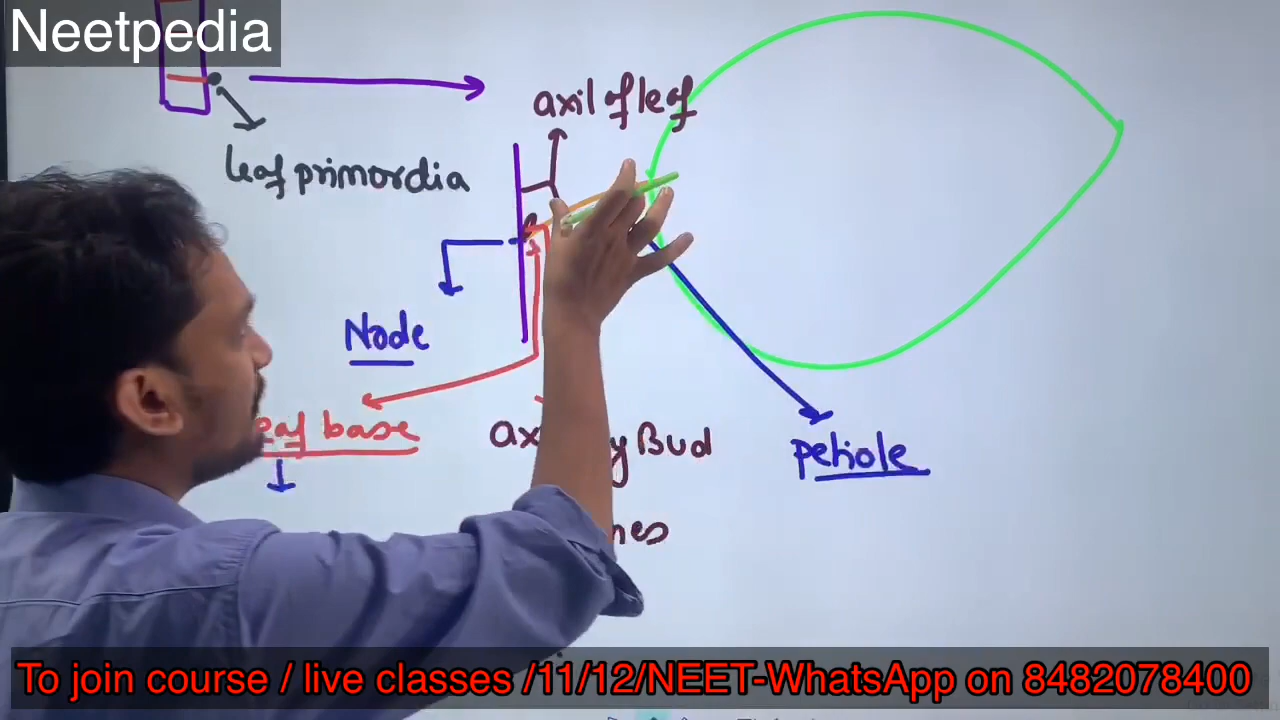 Neetpedia
axil of leaf
leaf primordia
Node
leaf base
Bud
petiole
To join course / live classes /11/12/NEET-WhatsApp on 8482078400